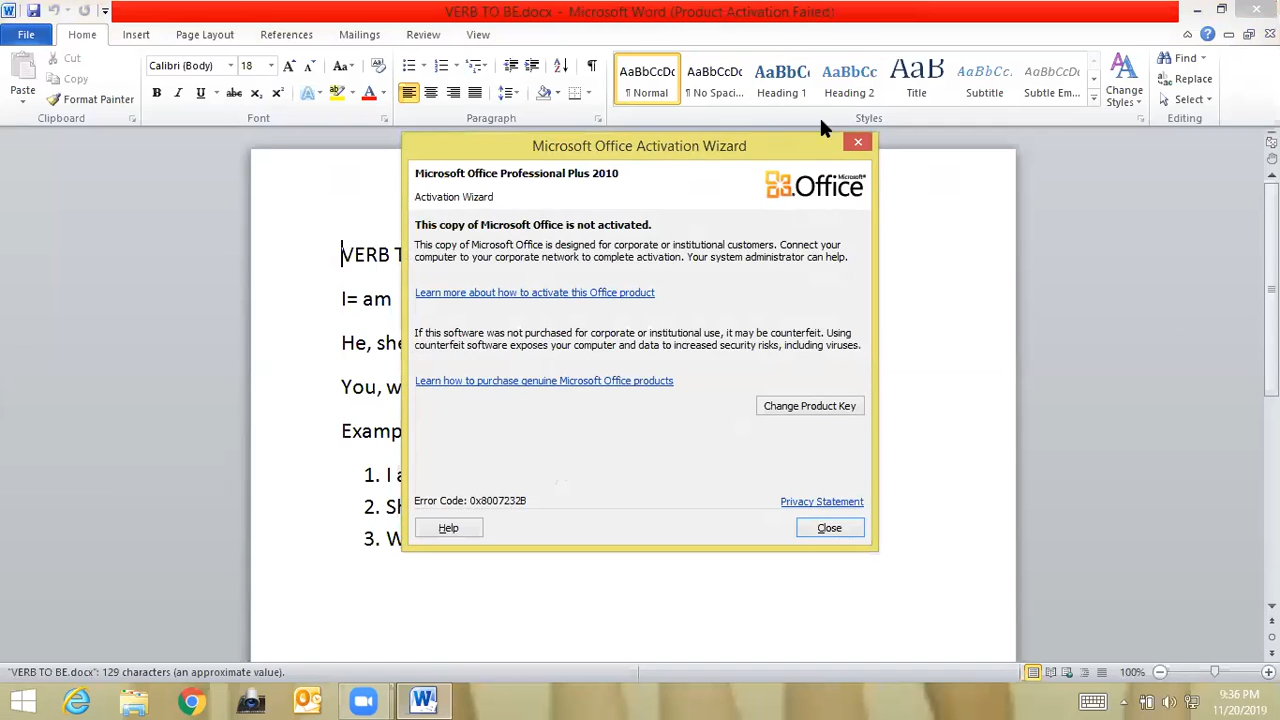 VERB TO BE.docx - Microsoft Word (Product Activation Failed)
File Home Insert Page Layout References Mailings Review View
Paste
Cut
Copy
Format Painter
Clipboard
Calibri (Body) 18
Font
Paragraph
AaBbCcDc AaBbCcDc AaBbCc AaBbCc AaB AaBbCcL AaBbCcDc
¶ Normal ¶ No Spaci... Heading 1 Heading 2 Title Subtitle Subtle Em...
Change Styles
Styles
Find
Replace
Select
Editing
Microsoft Office Activation Wizard
Microsoft Office Professional Plus 2010
Activation Wizard
Microsoft Office
This copy of Microsoft Office is not activated.
This copy of Microsoft Office is designed for corporate or institutional customers. Connect your
computer to your corporate network to complete activation. Your system administrator can help.
Learn more about how to activate this Office product
If this software was not purchased for corporate or institutional use, it may be counterfeit. Using
counterfeit software exposes your computer and data to increased security risks, including viruses.
Learn how to purchase genuine Microsoft Office products
Change Product Key
Error Code: 0x8007232B
Privacy Statement
Help
Close
VERB T
I= am
He, she
You, w
Examp
1. I a
2. Sh
3. W
"VERB TO BE.docx": 129 characters (an approximate value).
100%
9:36 PM
11/20/2019